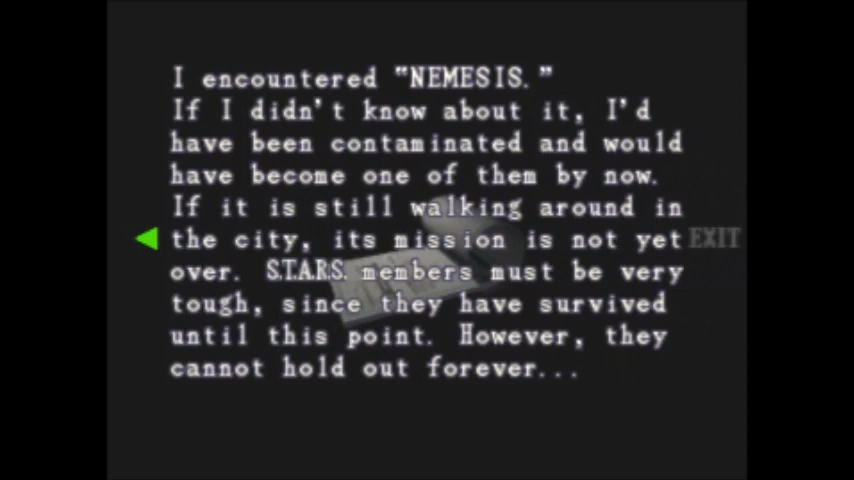 I encountered "NEMESIS."
If I didn't know about it, I'd
have been contaminated and would
have become one of them by now.
If it is still walking around in
the city, its mission is not yet
over. S.T.A.R.S. members must be very
tough, since they have survived
until this point. However, they
cannot hold out forever...
EXIT